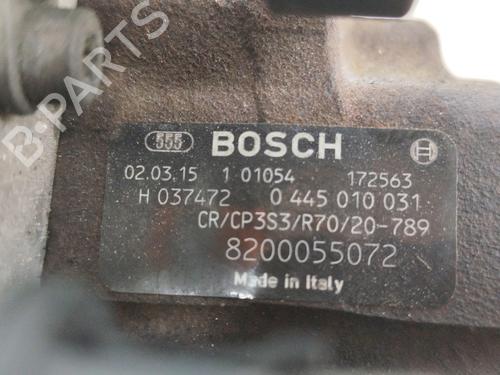 B-PARTS
555 BOSCH
02.03.15 1 01054 172563
H 037472 0 445 010 031
CR/CP3S3/R70/20-789
8200055072
Made in Italy